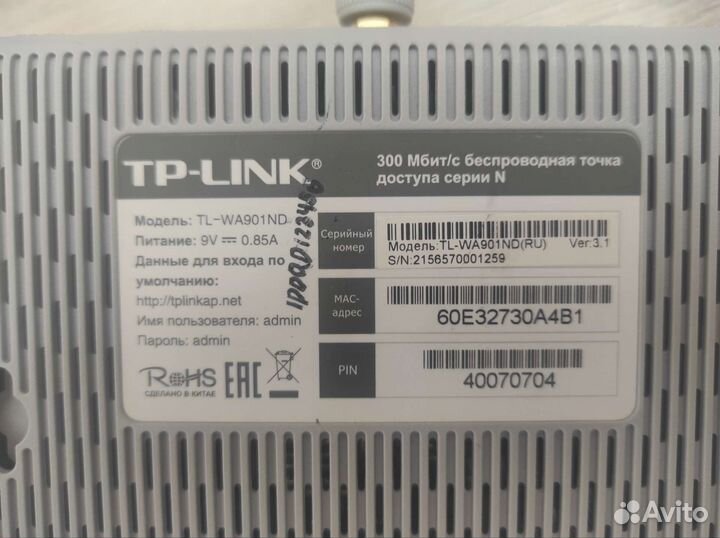 TP-LINK®
300 Мбит/с беспроводная точка
доступа серии N
Модель: TL-WA901ND
Питание: 9V 0.85A
Данные для входа по
умолчанию:
http://tplinkap.net
Имя пользователя: admin
Пароль: admin
RoHS
СДЕЛАНО В КИТАЕ
EAC
Серийный
номер
Модель:TL-WA901ND(RU) Ver:3.1
S/N:2156570001259
MAC-
адрес
60E32730A4B1
PIN
40070704
Avito